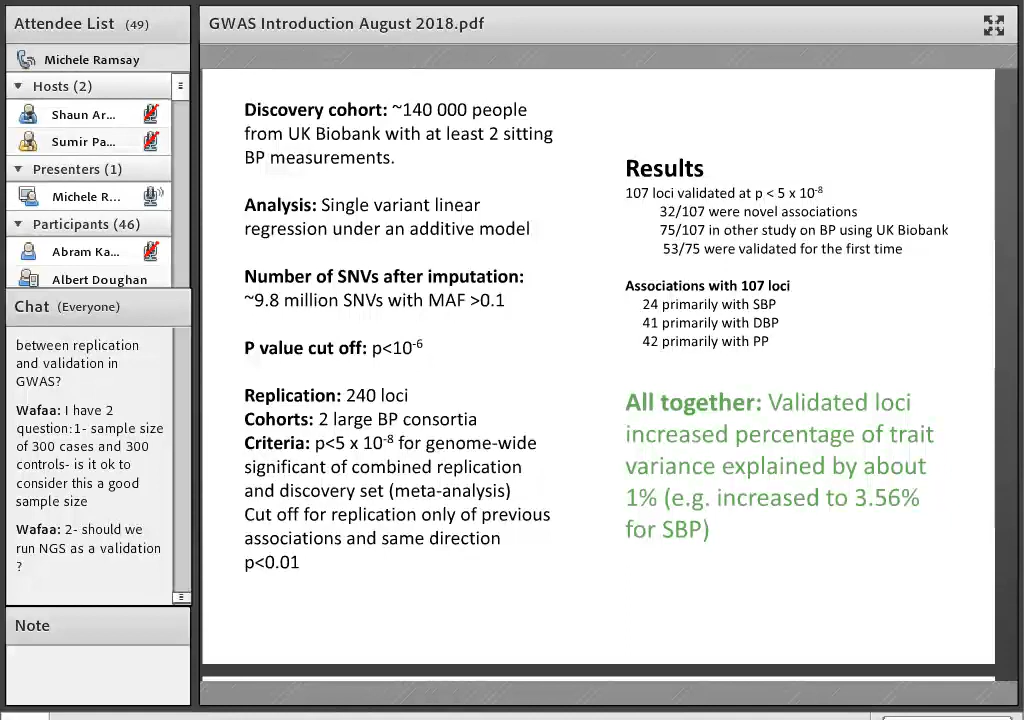 Attendee List (49)
Michele Ramsay
Hosts (2)
Shaun Ar...
Sumir Pa...
Presenters (1)
Michele R...
Participants (46)
Abram Ka...
Albert Doughan
Chat (Everyone)
between replication
and validation in
GWAS?
Wafaa: I have 2
question:1- sample size
of 300 cases and 300
controls- is it ok to
consider this a good
sample size
Wafaa: 2- should we
run NGS as a validation
?
Note
GWAS Introduction August 2018.pdf
Discovery cohort: ~140 000 people
from UK Biobank with at least 2 sitting
BP measurements.
Analysis: Single variant linear
regression under an additive model
Number of SNVs after imputation:
~9.8 million SNVs with MAF >0.1
P value cut off: p<10⁻⁶
Replication: 240 loci
Cohorts: 2 large BP consortia
Criteria: p<5 x 10⁻⁸ for genome-wide
significant of combined replication
and discovery set (meta-analysis)
Cut off for replication only of previous
associations and same direction
p<0.01
Results
107 loci validated at p < 5 x 10⁻⁸
32/107 were novel associations
75/107 in other study on BP using UK Biobank
53/75 were validated for the first time
Associations with 107 loci
24 primarily with SBP
41 primarily with DBP
42 primarily with PP
All together: Validated loci
increased percentage of trait
variance explained by about
1% (e.g. increased to 3.56%
for SBP)